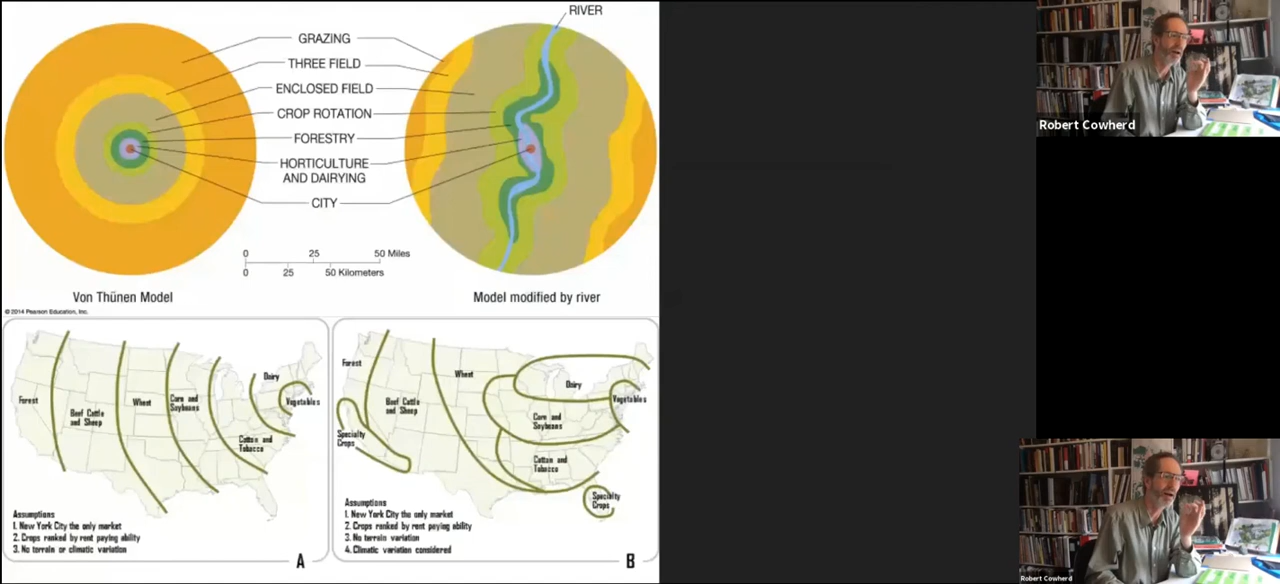 RIVER
GRAZING
THREE FIELD
ENCLOSED FIELD
CROP ROTATION
FORESTRY
HORTICULTURE
AND DAIRYING
CITY
0 25 50 Miles
0 25 50 Kilometers
Von Thünen Model
Model modified by river
© 2014 Pearson Education, Inc.
Forest
Beef Cattle
and Sheep
Wheat
Corn and
Soybeans
Dairy
Vegetables
Cotton and
Tobacco
Assumptions
1. New York City the only market
2. Crops ranked by rent paying ability
3. No terrain or climatic variation
A
Forest
Wheat
Beef Cattle
and Sheep
Specialty
Crops
Dairy
Vegetables
Corn and
Soybeans
Cotton and
Tobacco
Specialty
Crops
Assumptions
1. New York City the only market
2. Crops ranked by rent paying ability
3. No terrain variation
4. Climatic variation considered
B
Robert Cowherd
Robert Cowherd